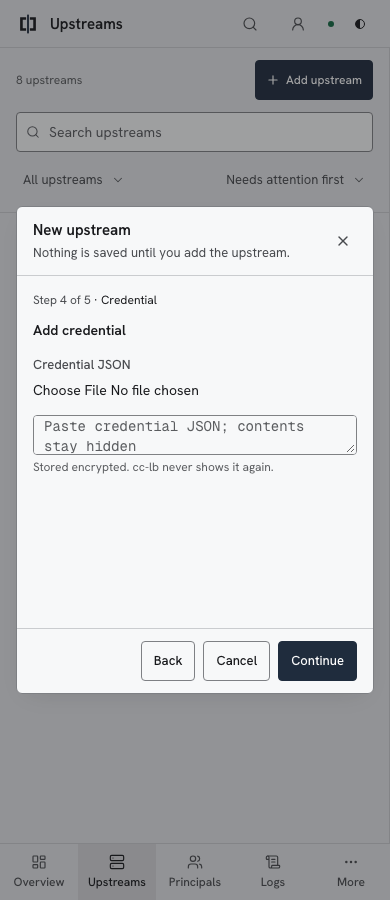 Upstreams
8 upstreams
Add upstream
Search upstreams
All upstreams
Needs attention first
New upstream
Nothing is saved until you add the upstream.
Step 4 of 5 · Credential
Add credential
Credential JSON
Choose File No file chosen
Paste credential JSON; contents
stay hidden
Stored encrypted. cc-lb never shows it again.
Back
Cancel
Continue
Overview
Upstreams
Principals
Logs
More